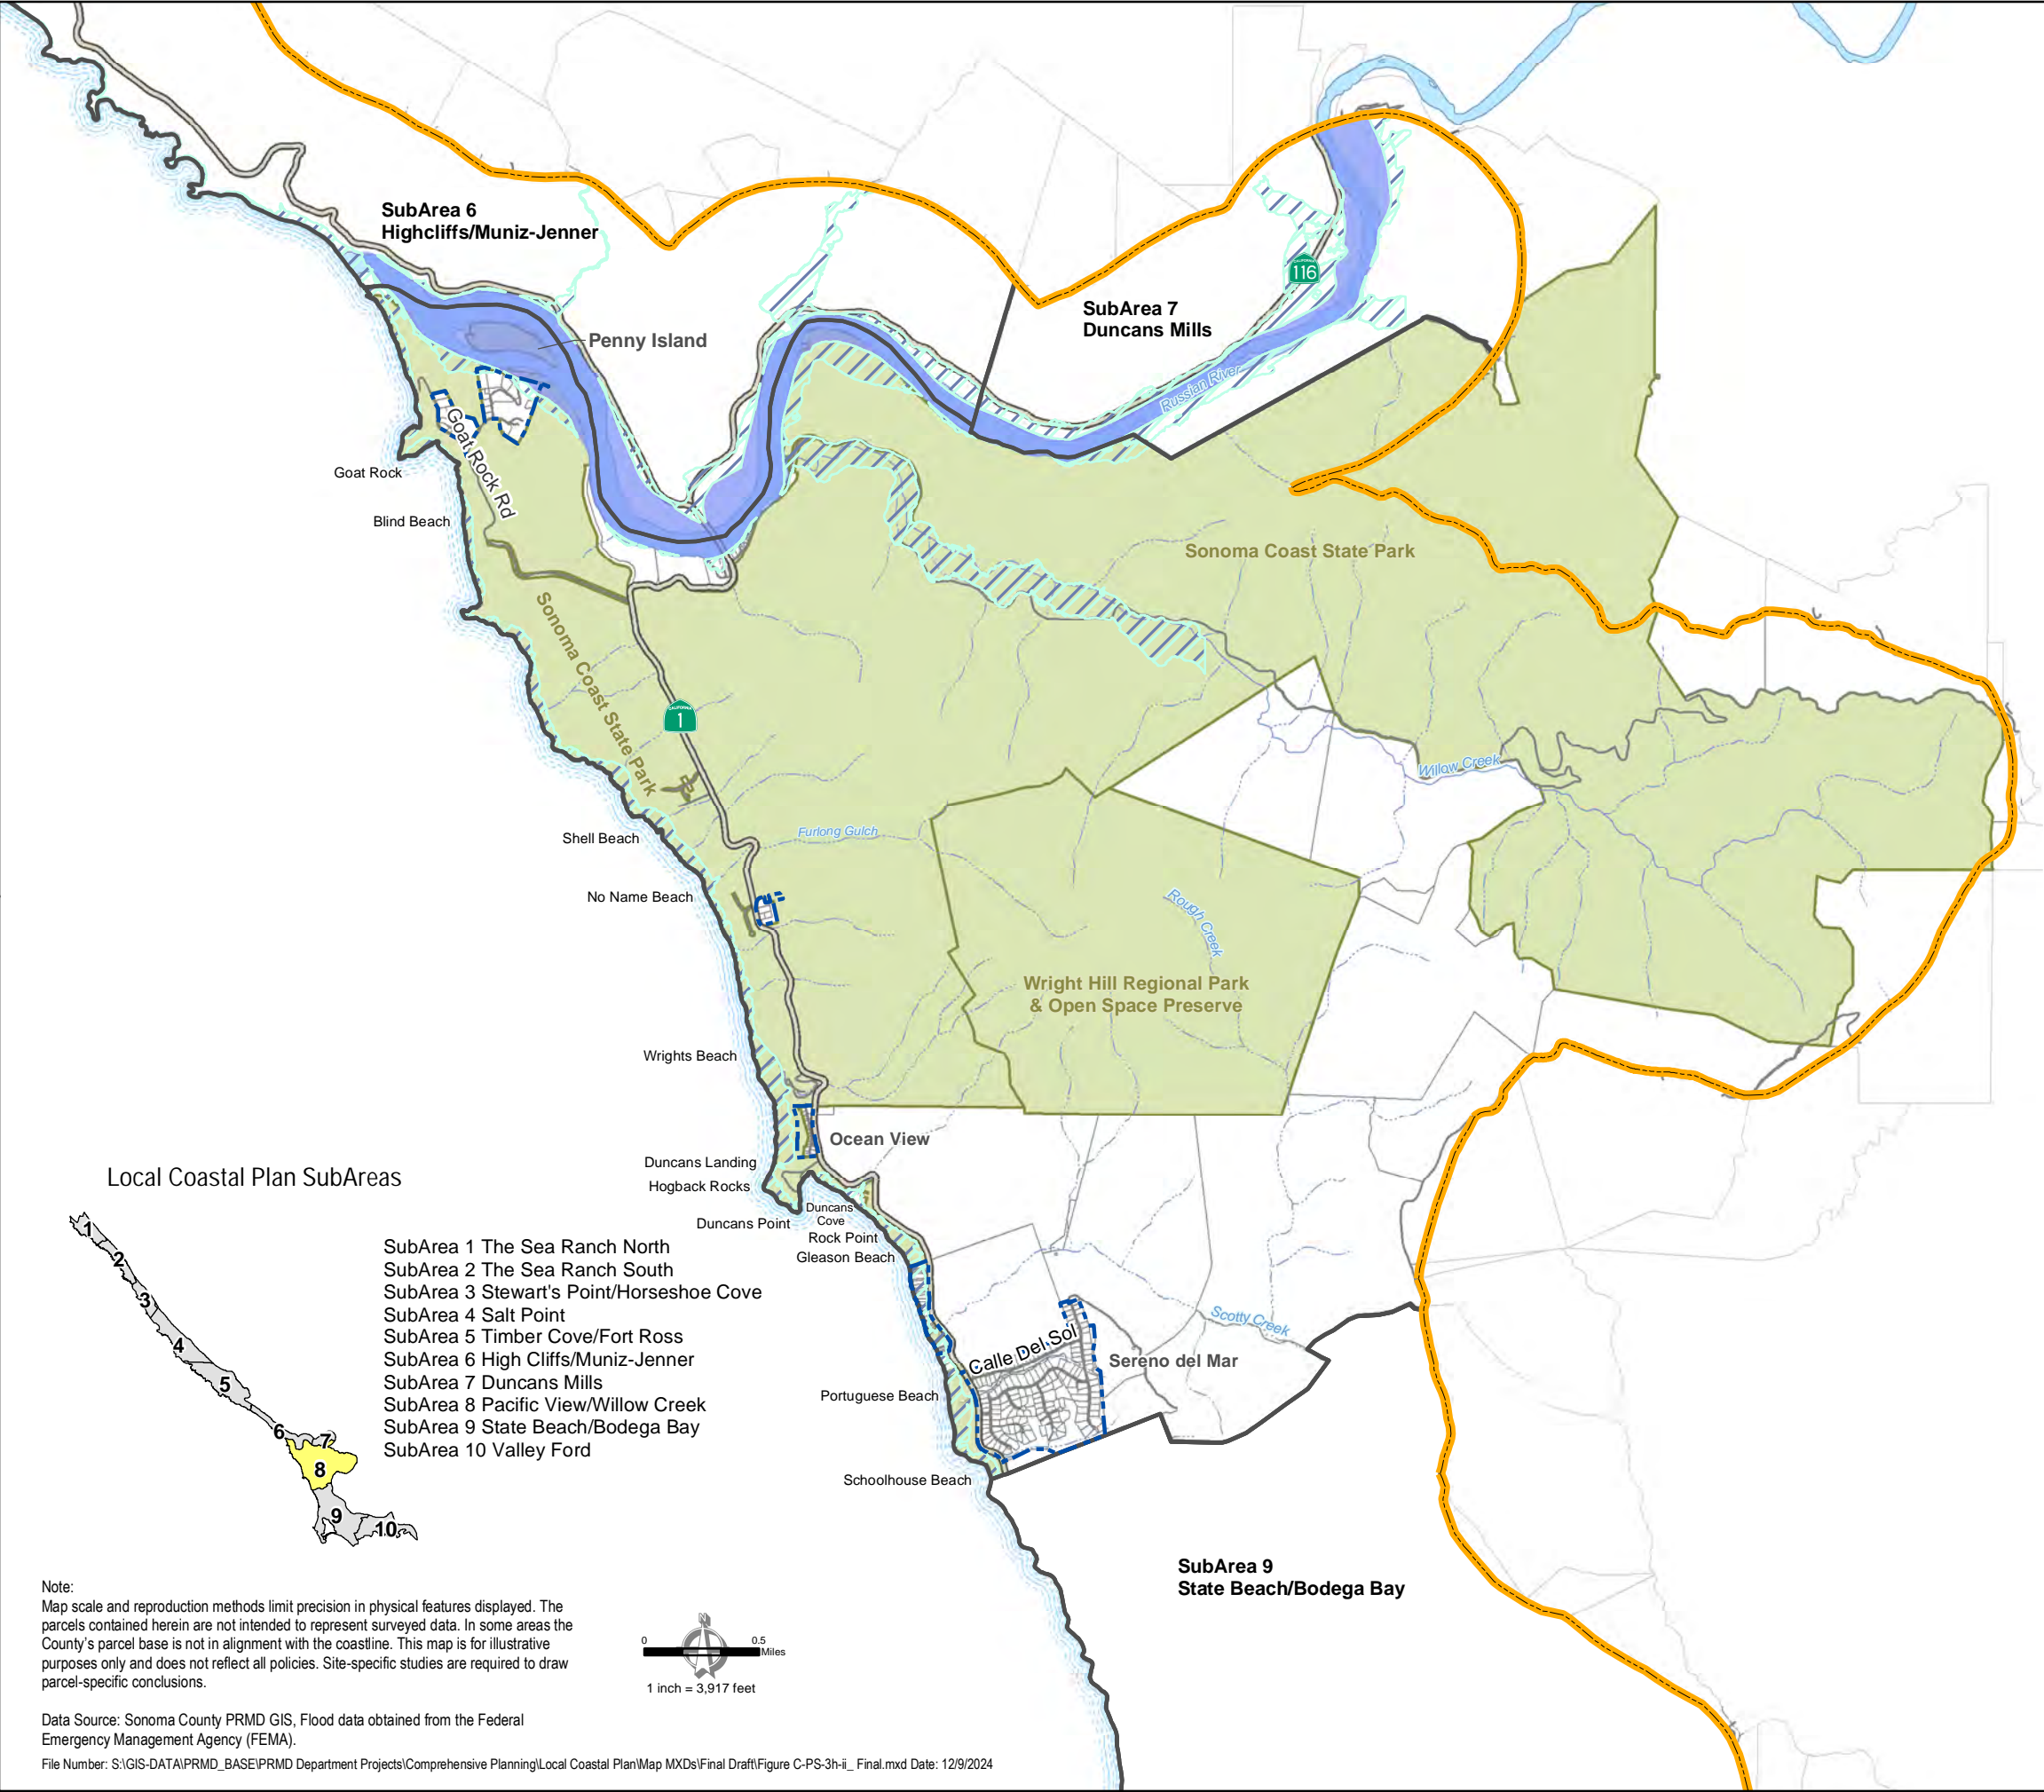 SubArea 6
Highcliffs/Muniz-Jenner
CALIFORNIA
116
SubArea 7
Duncans Mills
Penny Island
Russian River
Goat Rock Rd
Goat Rock
Blind Beach
Sonoma Coast State Park
Sonoma Coast State Park
CALIFORNIA
1
Willow Creek
Shell Beach
Furlong Gulch
No Name Beach
Rough Creek
Wright Hill Regional Park
& Open Space Preserve
Wrights Beach
Ocean View
Duncans Landing
Hogback Rocks
Duncans Point
Duncans
Cove
Rock Point
Gleason Beach
Scotty Creek
Calle Del Sol
Sereno del Mar
Portuguese Beach
Schoolhouse Beach
SubArea 9
State Beach/Bodega Bay
Local Coastal Plan SubAreas
1
2
3
4
5
6
7
8
9
10
SubArea 1 The Sea Ranch North
SubArea 2 The Sea Ranch South
SubArea 3 Stewart's Point/Horseshoe Cove
SubArea 4 Salt Point
SubArea 5 Timber Cove/Fort Ross
SubArea 6 High Cliffs/Muniz-Jenner
SubArea 7 Duncans Mills
SubArea 8 Pacific View/Willow Creek
SubArea 9 State Beach/Bodega Bay
SubArea 10 Valley Ford
Note:
Map scale and reproduction methods limit precision in physical features displayed. The
parcels contained herein are not intended to represent surveyed data. In some areas the
County's parcel base is not in alignment with the coastline. This map is for illustrative
purposes only and does not reflect all policies. Site-specific studies are required to draw
parcel-specific conclusions.
N
0 0.5
Miles
1 inch = 3,917 feet
Data Source: Sonoma County PRMD GIS, Flood data obtained from the Federal
Emergency Management Agency (FEMA).
File Number: S:\GIS-DATA\PRMD_BASE\PRMD Department Projects\Comprehensive Planning\Local Coastal Plan\Map MXDs\Final Draft\Figure C-PS-3h-ii_ Final.mxd Date: 12/9/2024